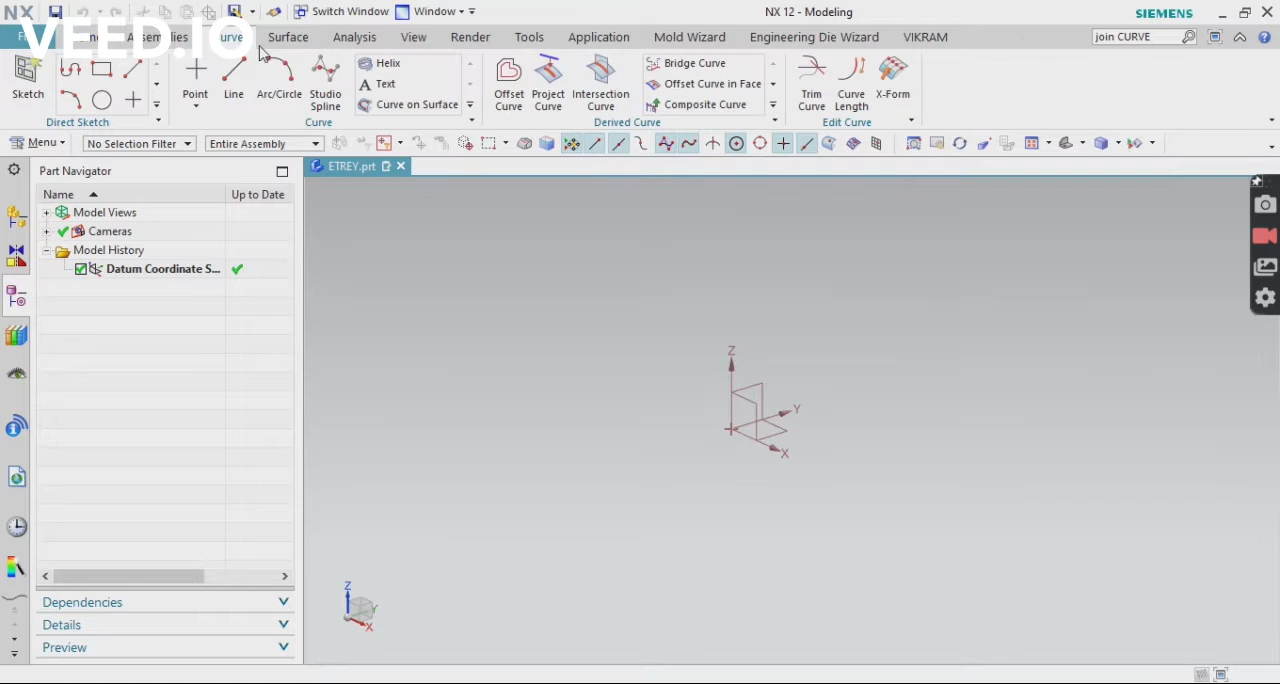 NX
Switch Window
Window
NX 12 - Modeling
SIEMENS
VEED.IO
Surface
Analysis
View
Render
Tools
Application
Mold Wizard
Engineering Die Wizard
VIKRAM
join CURVE
Sketch
Direct Sketch
Point
Line
Arc/Circle
Studio
Spline
Helix
A Text
Curve on Surface
Curve
Offset
Curve
Project
Curve
Intersection
Curve
Bridge Curve
Offset Curve in Face
Composite Curve
Derived Curve
Trim
Curve
Curve
Length
X-Form
Edit Curve
Menu
No Selection Filter
Entire Assembly
Part Navigator
ETREY.prt
Name
Up to Date
Model Views
Cameras
Model History
Datum Coordinate S...
Z
Y
X
Z
Y
X
Dependencies
Details
Preview